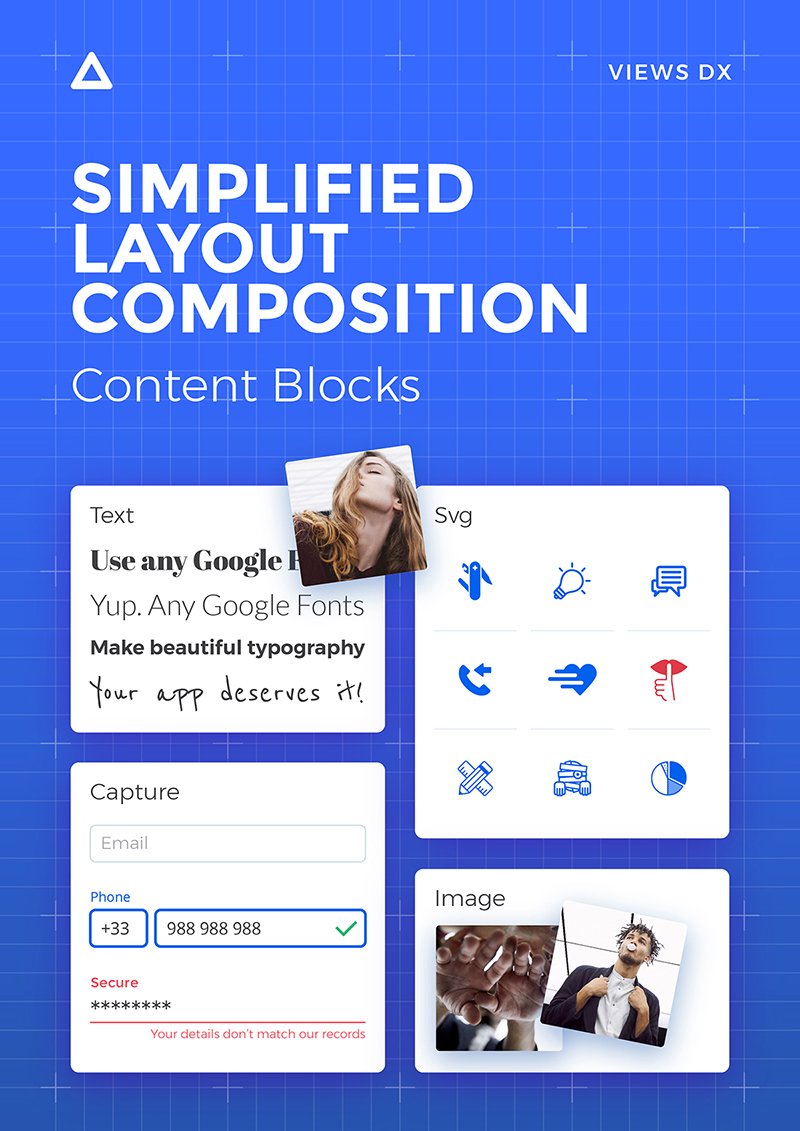 VIEWS DX
SIMPLIFIED
LAYOUT
COMPOSITION
Content Blocks
Text
Use any Google F
Yup. Any Google Fonts
Make beautiful typography
Your app deserves it!
Svg
Capture
Email
Phone
+33
988 988 988
Secure
********
Your details don't match our records
Image